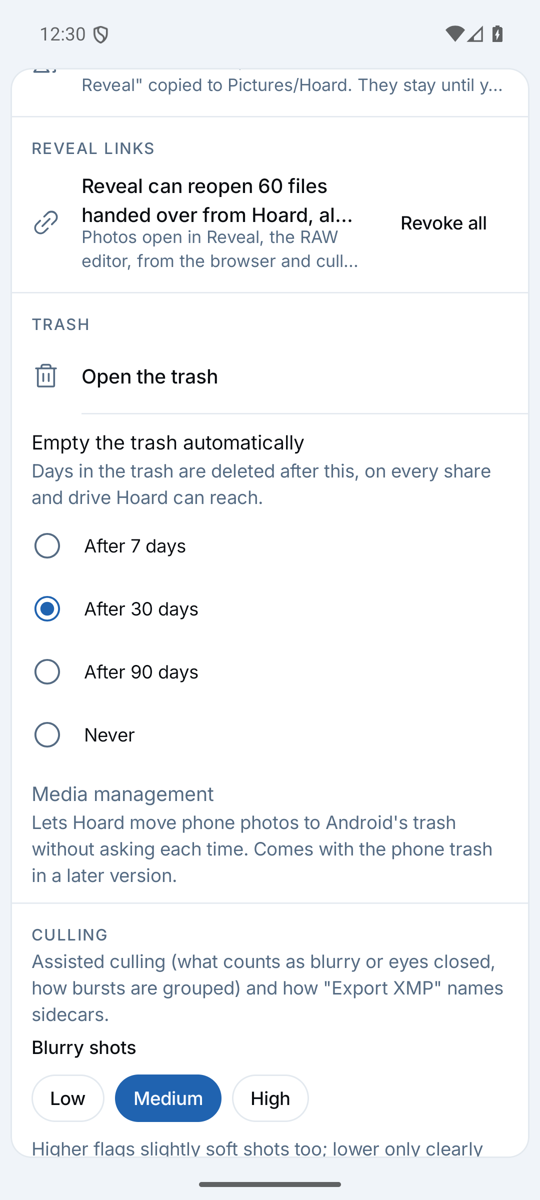 12:30
Reveal" copied to Pictures/Hoard. They stay until y...
REVEAL LINKS
Reveal can reopen 60 files
handed over from Hoard, al...
Photos open in Reveal, the RAW
editor, from the browser and cull...
Revoke all
TRASH
Open the trash
Empty the trash automatically
Days in the trash are deleted after this, on every share
and drive Hoard can reach.
After 7 days
After 30 days
After 90 days
Never
Media management
Lets Hoard move phone photos to Android's trash
without asking each time. Comes with the phone trash
in a later version.
CULLING
Assisted culling (what counts as blurry or eyes closed,
how bursts are grouped) and how "Export XMP" names
sidecars.
Blurry shots
Low
Medium
High
Higher flags slightly soft shots too; lower only clearly